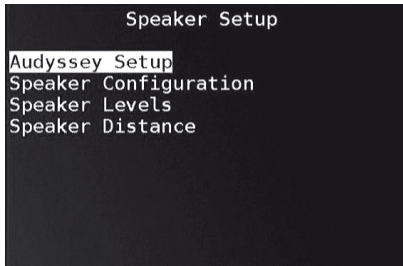 Speaker Setup
Audyssey Setup
Speaker Configuration
Speaker Levels
Speaker Distance